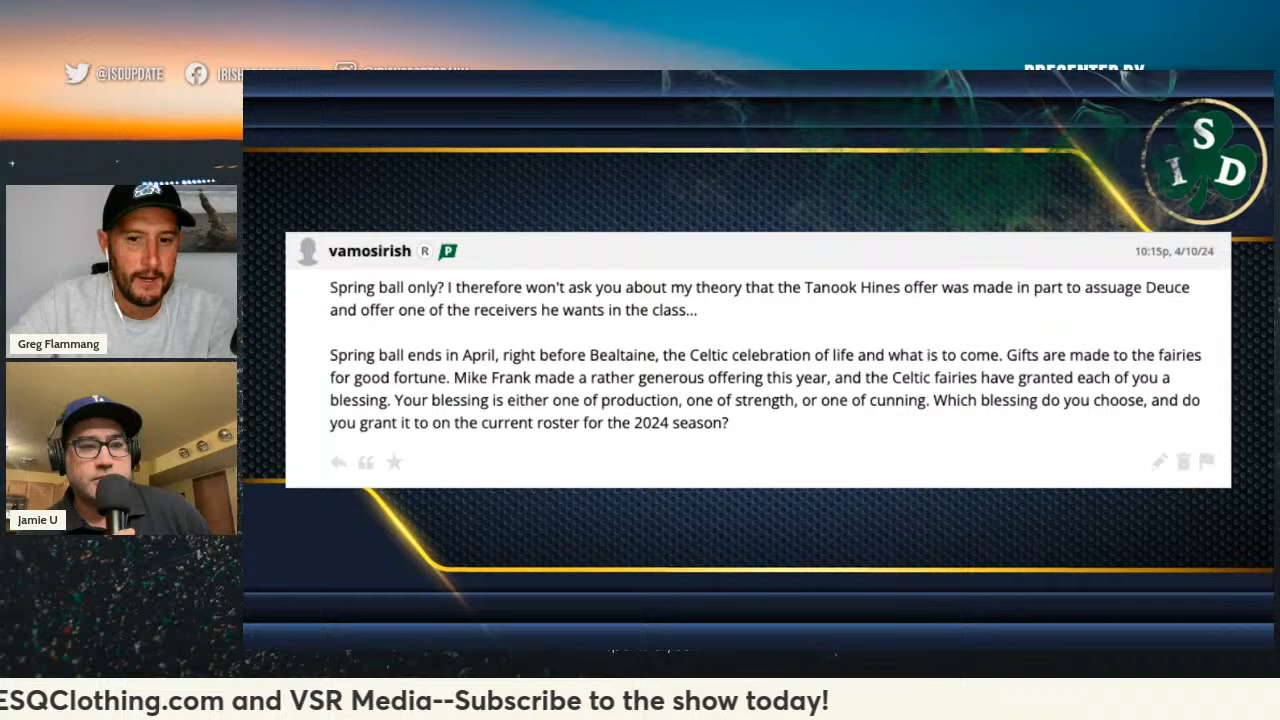 @ISDUPDATE
PRESENTED BY
I S D
vamosirish R P
10:15p, 4/10/24
Spring ball only? I therefore won't ask you about my theory that the Tanook Hines offer was made in part to assuage Deuce
and offer one of the receivers he wants in the class...
Spring ball ends in April, right before Bealtaine, the Celtic celebration of life and what is to come. Gifts are made to the fairies
for good fortune. Mike Frank made a rather generous offering this year, and the Celtic fairies have granted each of you a
blessing. Your blessing is either one of production, one of strength, or one of cunning. Which blessing do you choose, and do
you grant it to on the current roster for the 2024 season?
Greg Flammang
Jamie U
ESQClothing.com and VSR Media--Subscribe to the show today!